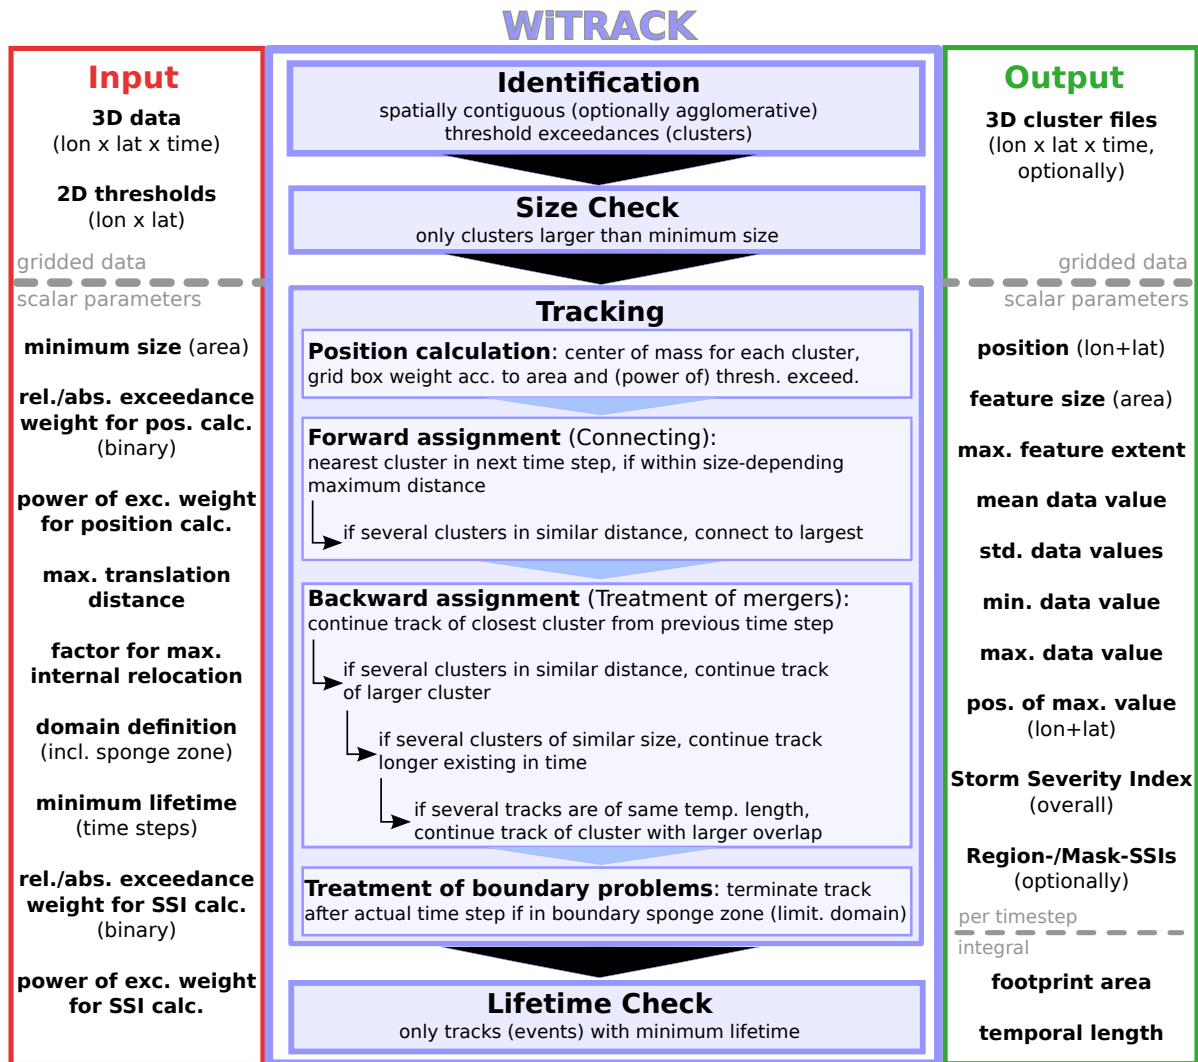 WiTRACK
Input
3D data
(lon x lat x time)
2D thresholds
(lon x lat)
gridded data
scalar parameters
minimum size (area)
rel./abs. exceedance
weight for pos. calc.
(binary)
power of exc. weight
for position calc.
max. translation
distance
factor for max.
internal relocation
domain definition
(incl. sponge zone)
minimum lifetime
(time steps)
rel./abs. exceedance
weight for SSI calc.
(binary)
power of exc. weight
for SSI calc.
Identification
spatially contiguous (optionally agglomerative)
threshold exceedances (clusters)
Size Check
only clusters larger than minimum size
Tracking
Position calculation: center of mass for each cluster,
grid box weight acc. to area and (power of) thresh. exceed.
Forward assignment (Connecting):
nearest cluster in next time step, if within size-depending
maximum distance
if several clusters in similar distance, connect to largest
Backward assignment (Treatment of mergers):
continue track of closest cluster from previous time step
if several clusters in similar distance, continue track
of larger cluster
if several clusters of similar size, continue track
longer existing in time
if several tracks are of same temp. length,
continue track of cluster with larger overlap
Treatment of boundary problems: terminate track
after actual time step if in boundary sponge zone (limit. domain)
Lifetime Check
only tracks (events) with minimum lifetime
Output
3D cluster files
(lon x lat x time,
optionally)
gridded data
scalar parameters
position (lon+lat)
feature size (area)
max. feature extent
mean data value
std. data values
min. data value
max. data value
pos. of max. value
(lon+lat)
Storm Severity Index
(overall)
Region-/Mask-SSIs
(optionally)
per timestep
integral
footprint area
temporal length